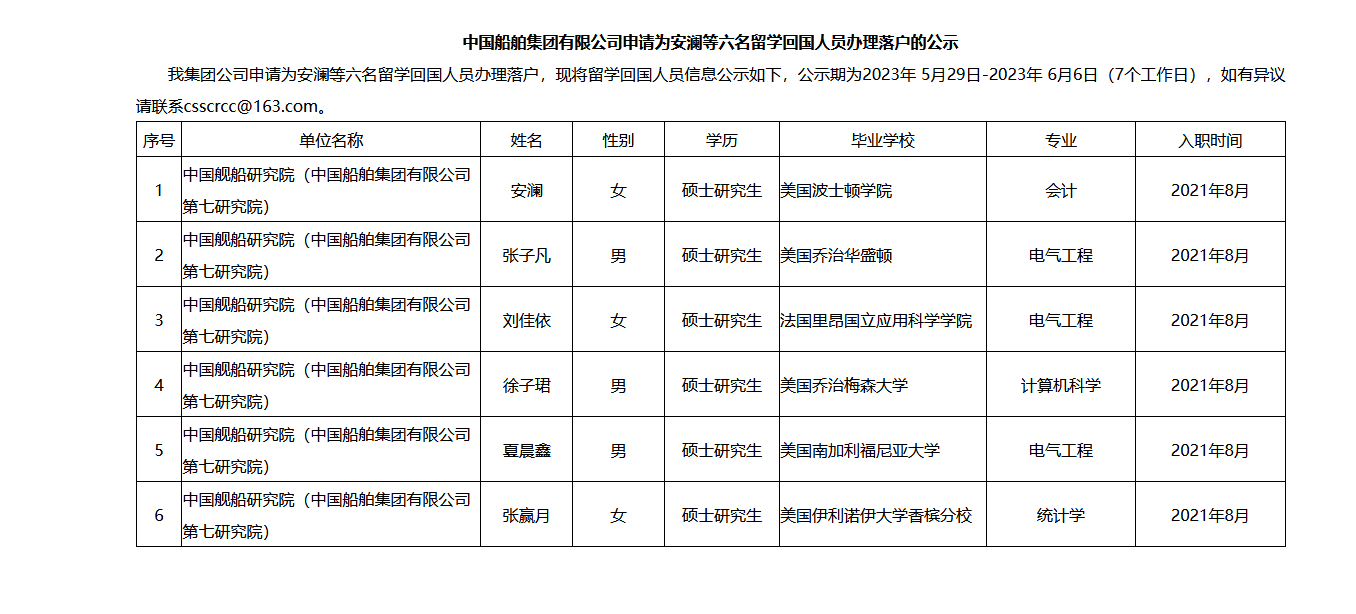 中国船舶集团有限公司申请为安澜等六名留学回国人员办理落户的公示
我集团公司申请为安澜等六名留学回国人员办理落户，现将留学回国人员信息公示如下，公示期为2023年 5月29日-2023年 6月6日（7个工作日），如有异议
请联系csscrcc@163.com。
序号 单位名称 姓名 性别 学历 毕业学校 专业 入职时间
1 中国舰船研究院（中国船舶集团有限公司 安澜 女 硕士研究生 美国波士顿学院 会计 2021年8月
第七研究院）
2 中国舰船研究院（中国船舶集团有限公司 张子凡 男 硕士研究生 美国乔治华盛顿 电气工程 2021年8月
第七研究院）
3 中国舰船研究院（中国船舶集团有限公司 刘佳依 女 硕士研究生 法国里昂国立应用科学学院 电气工程 2021年8月
第七研究院）
4 中国舰船研究院（中国船舶集团有限公司 徐子珺 男 硕士研究生 美国乔治梅森大学 计算机科学 2021年8月
第七研究院）
5 中国舰船研究院（中国船舶集团有限公司 夏晨鑫 男 硕士研究生 美国南加利福尼亚大学 电气工程 2021年8月
第七研究院）
6 中国舰船研究院（中国船舶集团有限公司 张赢月 女 硕士研究生 美国伊利诺伊大学香槟分校 统计学 2021年8月
第七研究院）